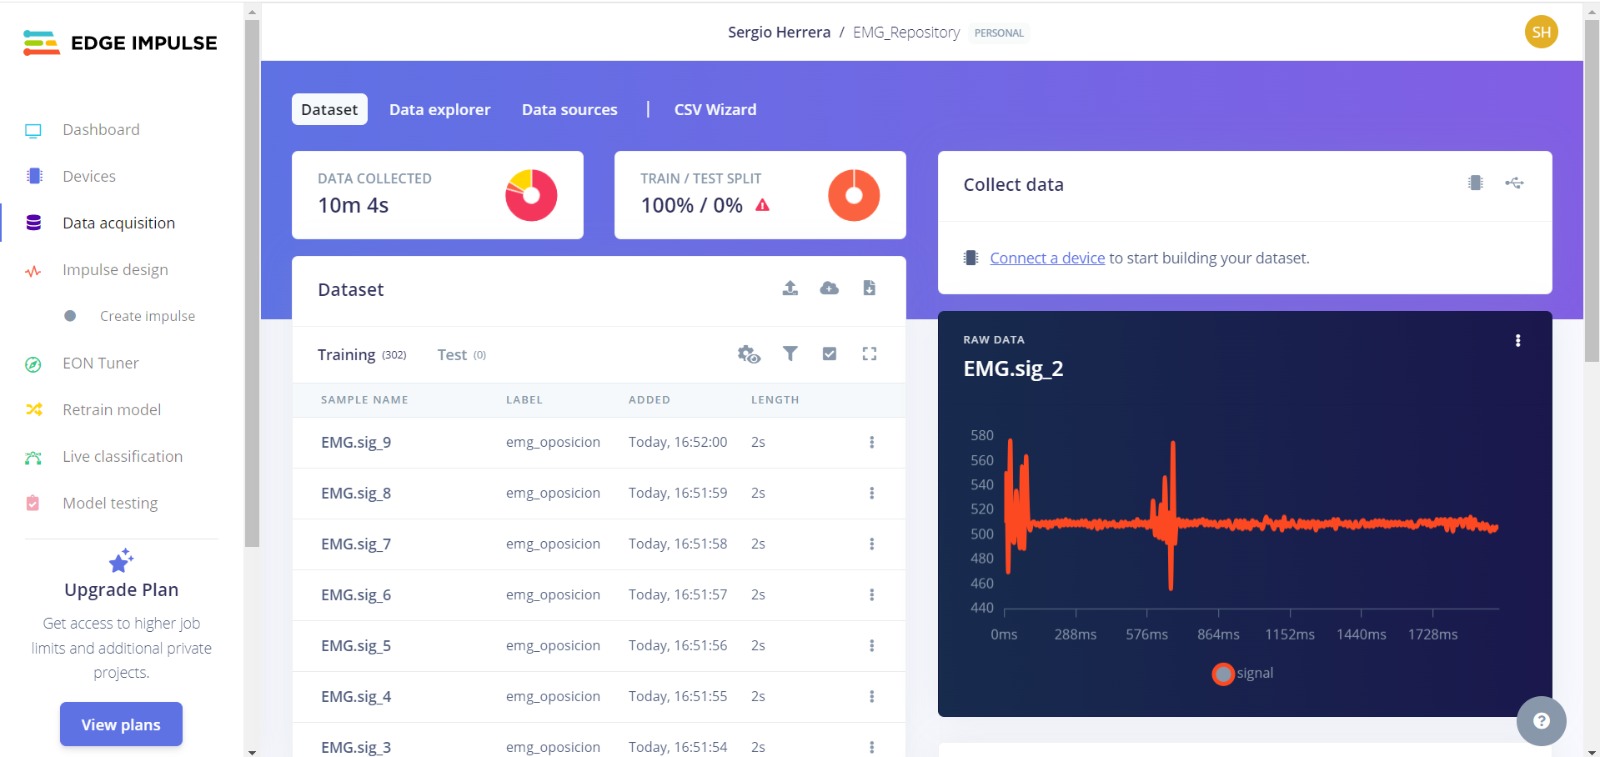 EDGE IMPULSE
Sergio Herrera / EMG_Repository PERSONAL
SH
Dashboard
Devices
Data acquisition
Impulse design
Create impulse
EON Tuner
Retrain model
Live classification
Model testing
Upgrade Plan
Get access to higher job
limits and additional private
projects.
View plans
Dataset Data explorer Data sources | CSV Wizard
DATA COLLECTED
10m 4s
TRAIN / TEST SPLIT
100% / 0%
Dataset
Training (302) Test (0)
SAMPLE NAME LABEL ADDED LENGTH
EMG.sig_9 emg_oposicion Today, 16:52:00 2s
EMG.sig_8 emg_oposicion Today, 16:51:59 2s
EMG.sig_7 emg_oposicion Today, 16:51:58 2s
EMG.sig_6 emg_oposicion Today, 16:51:57 2s
EMG.sig_5 emg_oposicion Today, 16:51:56 2s
EMG.sig_4 emg_oposicion Today, 16:51:55 2s
EMG.sig_3 emg_oposicion Today, 16:51:54 2s
Collect data
Connect a device to start building your dataset.
RAW DATA
EMG.sig_2
580
560
540
520
500
480
460
440
0ms 288ms 576ms 864ms 1152ms 1440ms 1728ms
signal
?